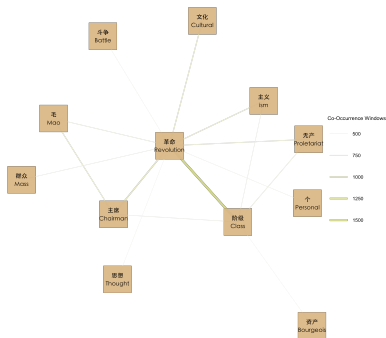 文化
Cultural
斗争
Battle
主义
Ism
Co-Occurrence Windows
毛
Mao
无产
Proletariat
500
革命
Revolution
750
群众
Mass
1000
个
Personal
1250
主席
Chairman
阶级
Class
1500
思想
Thought
资产
Bourgeois